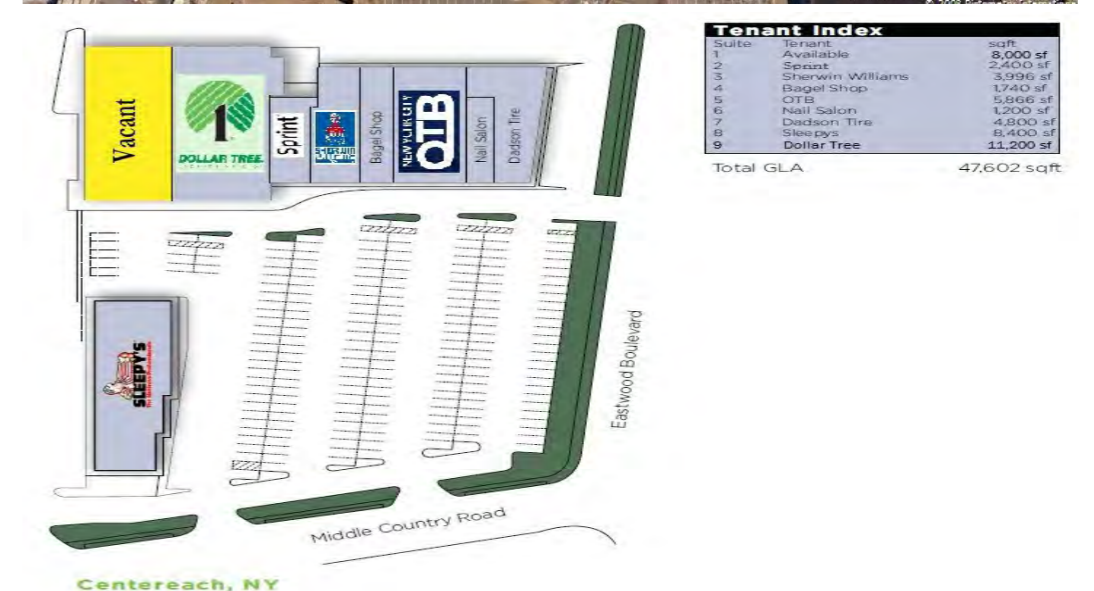 Vacant
1
DOLLAR TREE
Sprint
Bagel Shop
NEW YORK CITY
OTB
Nail Salon
Dadson Tire
Tenant Index
Suite Tenant sqft
1 Available 8,000 sf
2 Sprint 2,400 sf
3 Sherwin Williams 3,996 sf
4 Bagel Shop 1,740 sf
5 OTB 5,866 sf
6 Nail Salon 1,200 sf
7 Dadson Tire 4,800 sf
8 Sleepys 8,400 sf
9 Dollar Tree 11,200 sf
Total GLA 47,602 sqft
SLEEPY'S
Eastwood Boulevard
Middle Country Road
Centereach, NY